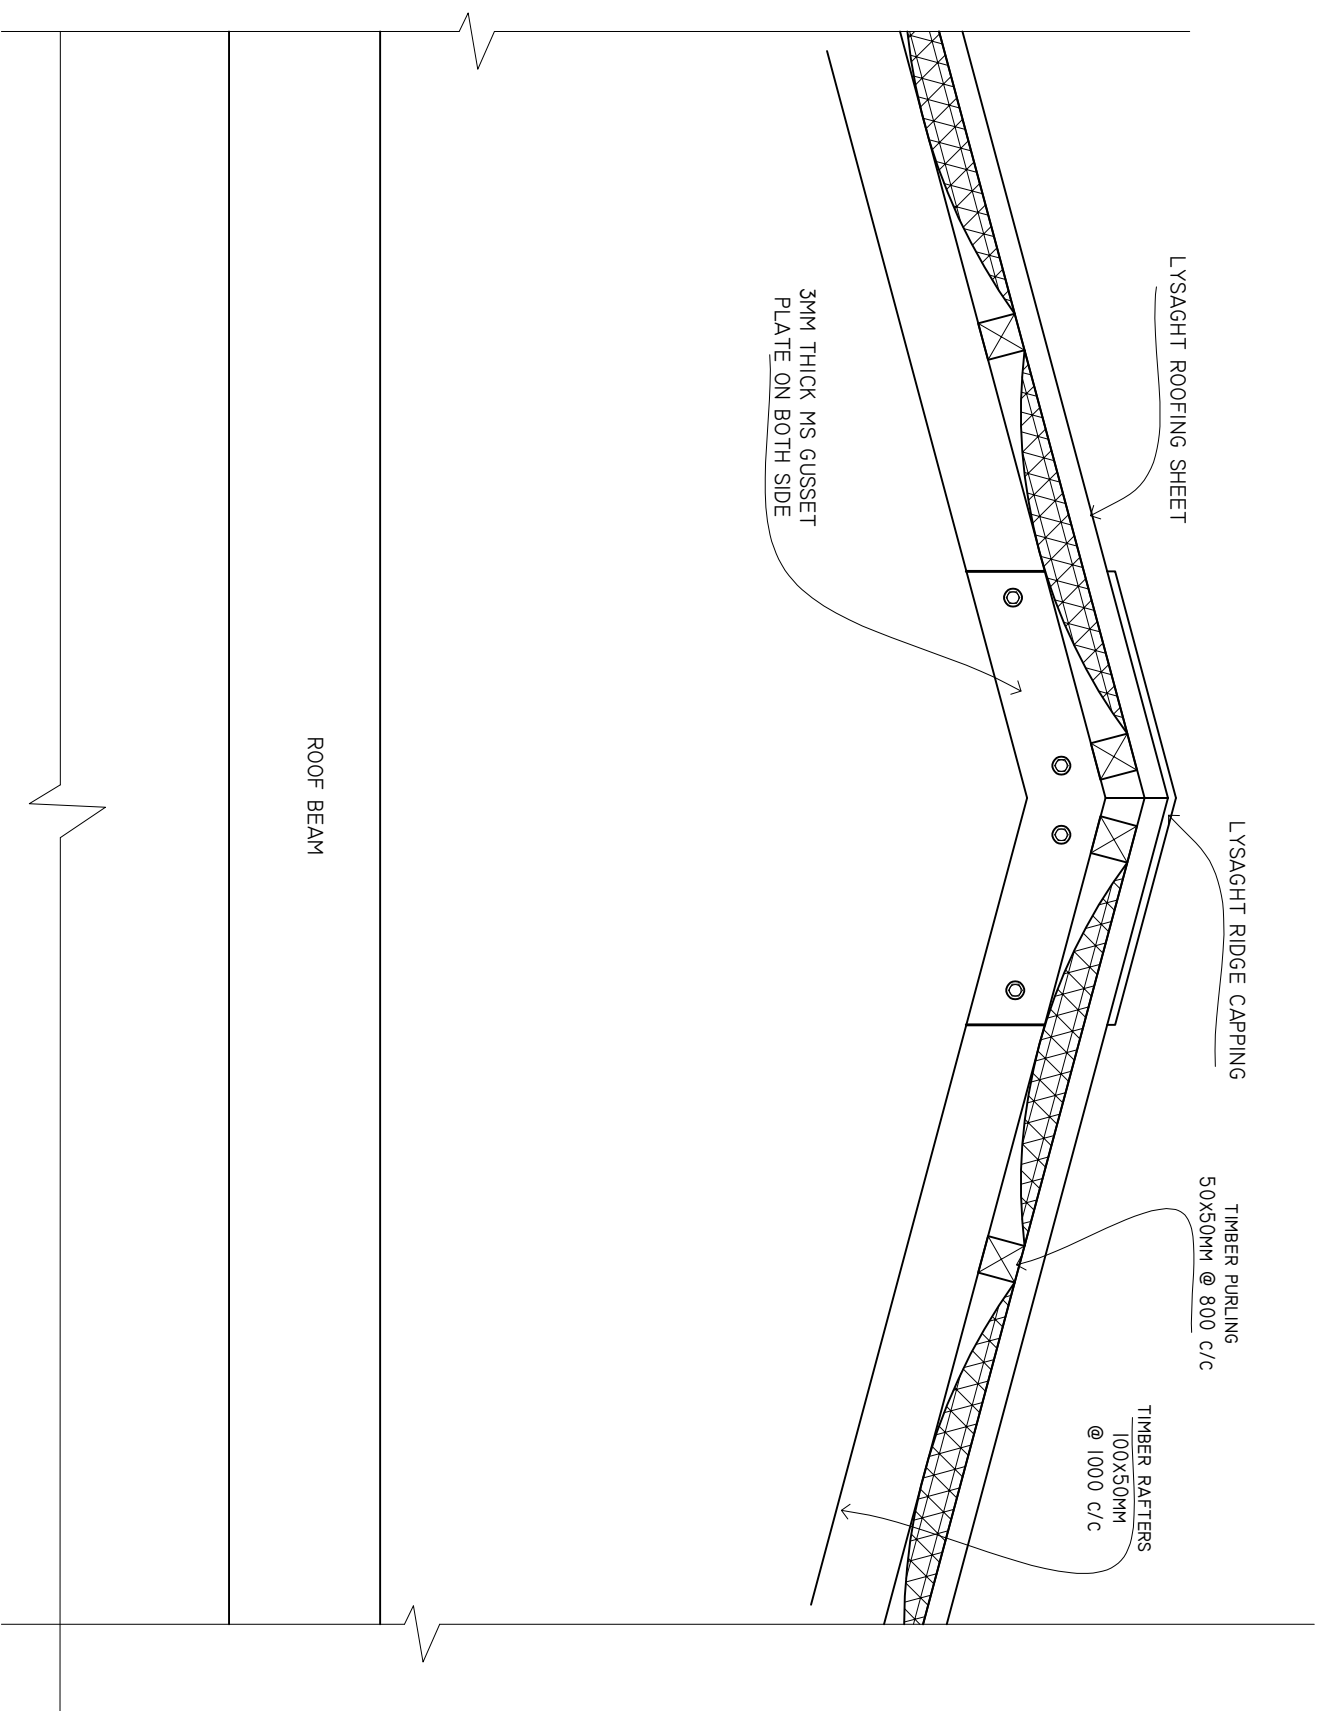 LYSAGHT RIDGE CAPPING
TIMBER PURLING
50X50MM @ 800 C/C
LYSAGHT ROOFING SHEET
TIMBER RAFTERS
100X50MM
@ 1000 C/C
3MM THICK MS GUSSET
PLATE ON BOTH SIDE
ROOF BEAM